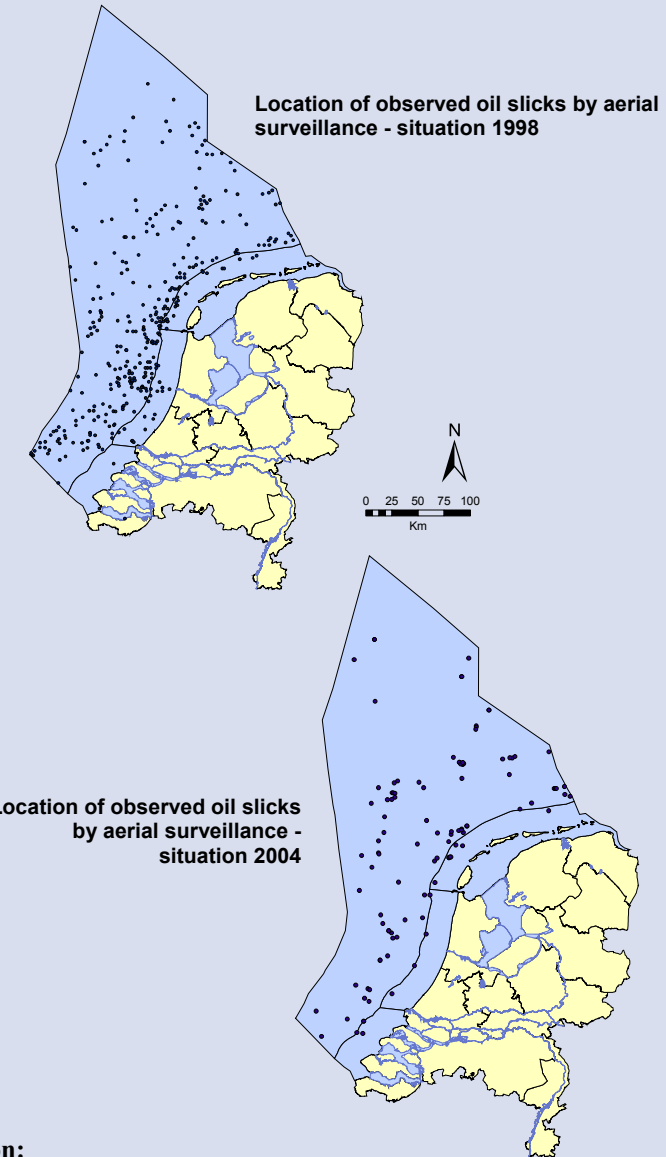 Location of observed oil slicks by aerial
surveillance - situation 1998
N
0 25 50 75 100
Km
Location of observed oil slicks
by aerial surveillance -
situation 2004